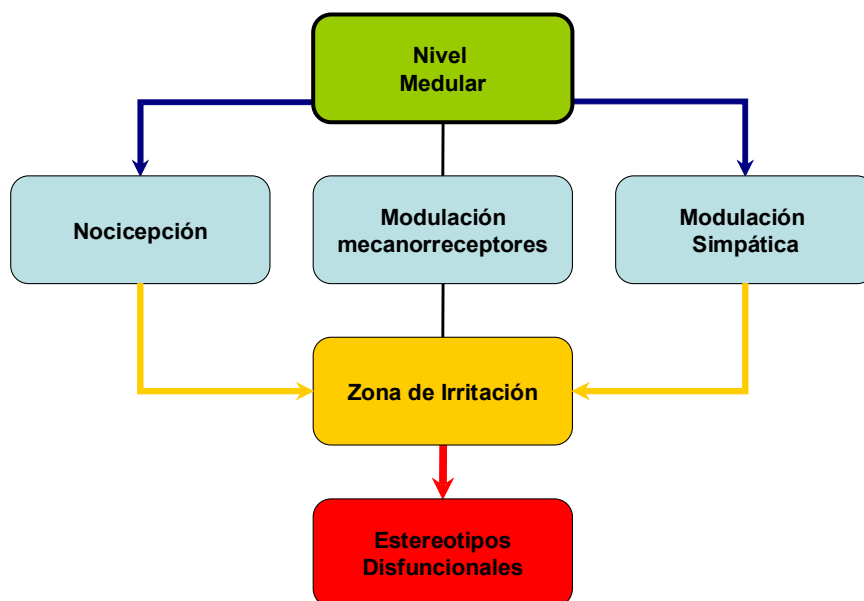 Nivel
Medular
Nocicepción
Modulación
mecanorreceptores
Modulación
Simpática
Zona de Irritación
Estereotipos
Disfuncionales